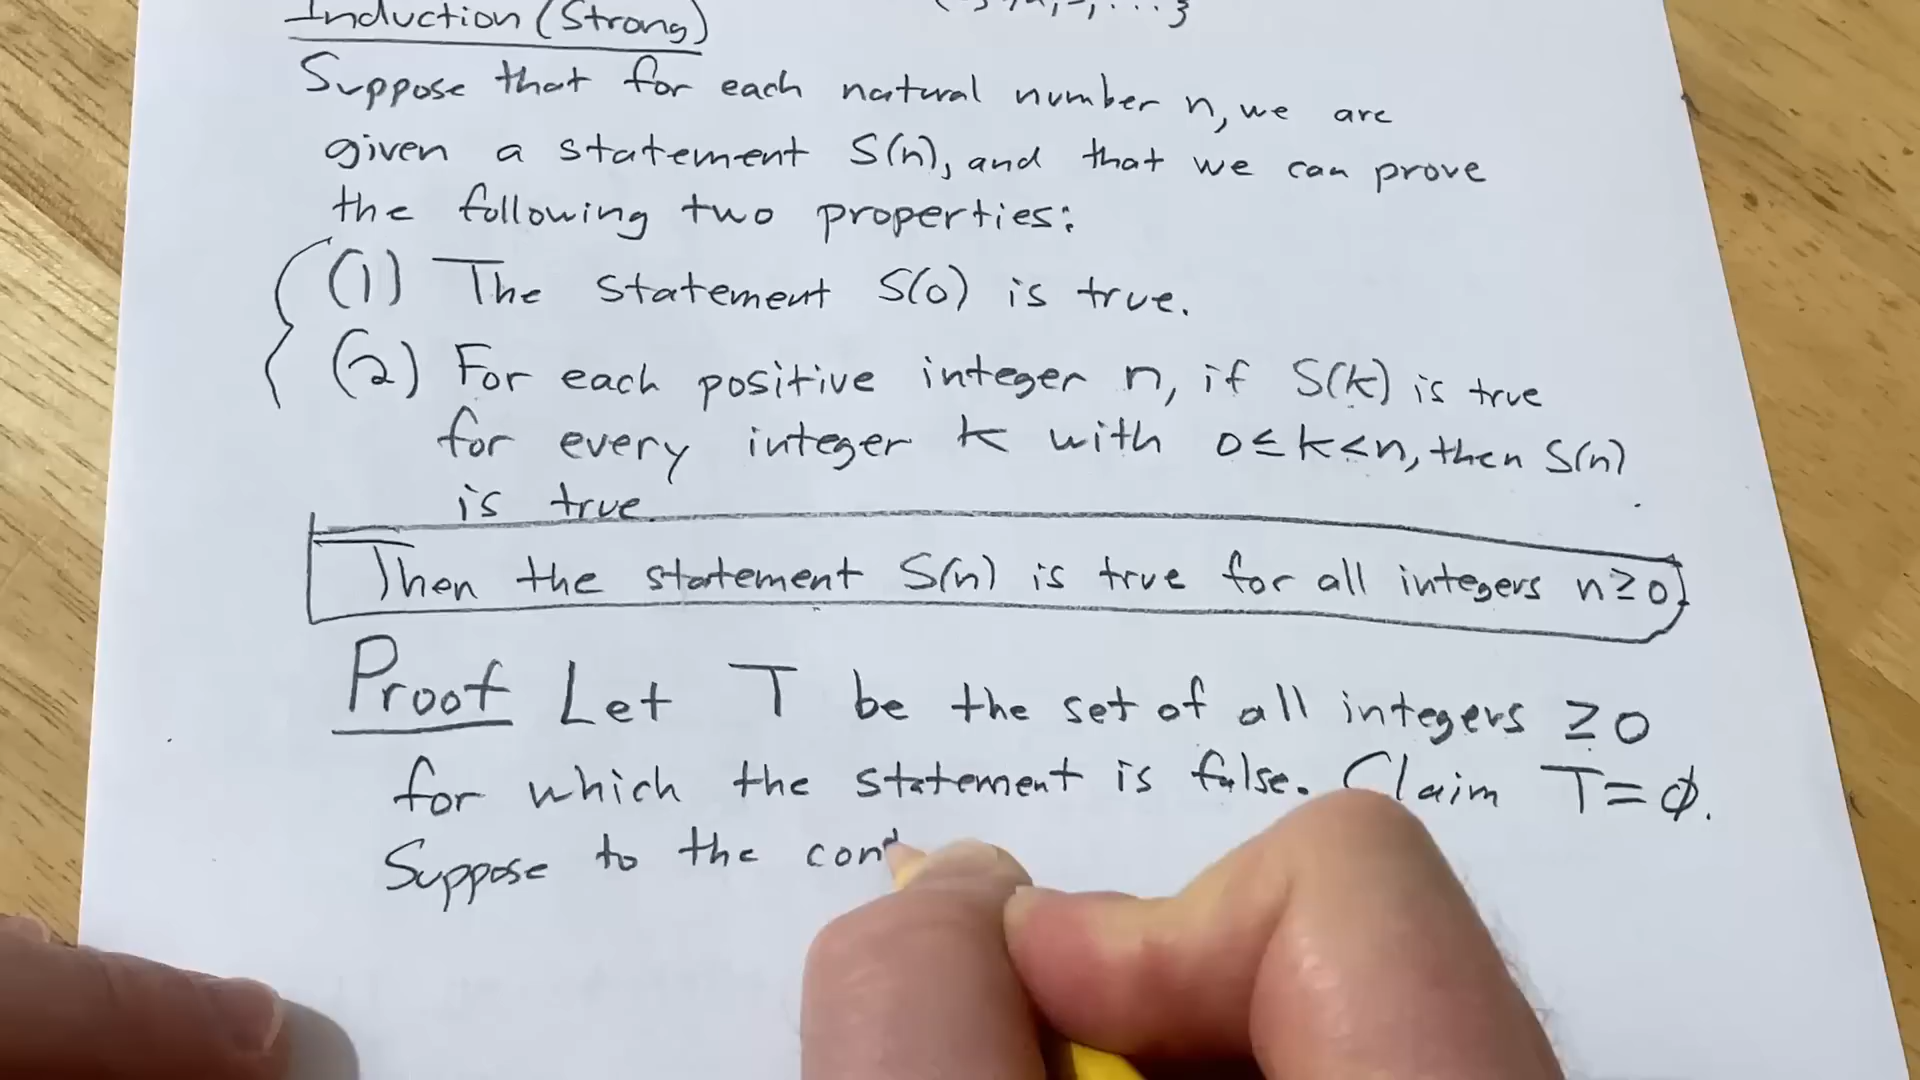 Induction (Strong)
Suppose that for each natural number n, we are
given a statement S(n), and that we can prove
the following two properties:
(1) The statement S(0) is true.
(2) For each positive integer n, if S(k) is true
for every integer k with 0≤k<n, then S(n)
is true.
Then the statement S(n) is true for all integers n≥0.
Proof Let T be the set of all integers ≥0
for which the statement is false. Claim T=∅.
Suppose to the cont